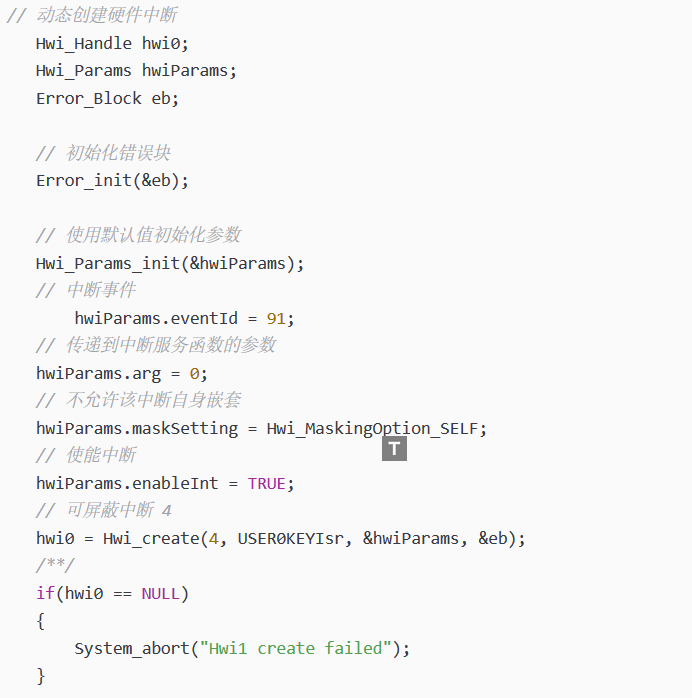 // 动态创建硬件中断
Hwi_Handle hwi0;
Hwi_Params hwiParams;
Error_Block eb;
// 初始化错误块
Error_init(&eb);
// 使用默认值初始化参数
Hwi_Params_init(&hwiParams);
// 中断事件
hwiParams.eventId = 91;
// 传递到中断服务函数的参数
hwiParams.arg = 0;
// 不允许该中断自身嵌套
hwiParams.maskSetting = Hwi_MaskingOption_SELF;
T
// 使能中断
hwiParams.enableInt = TRUE;
// 可屏蔽中断 4
hwi0 = Hwi_create(4, USER0KEYIsr, &hwiParams, &eb);
/**/
if(hwi0 == NULL)
{
System_abort("Hwi1 create failed");
}